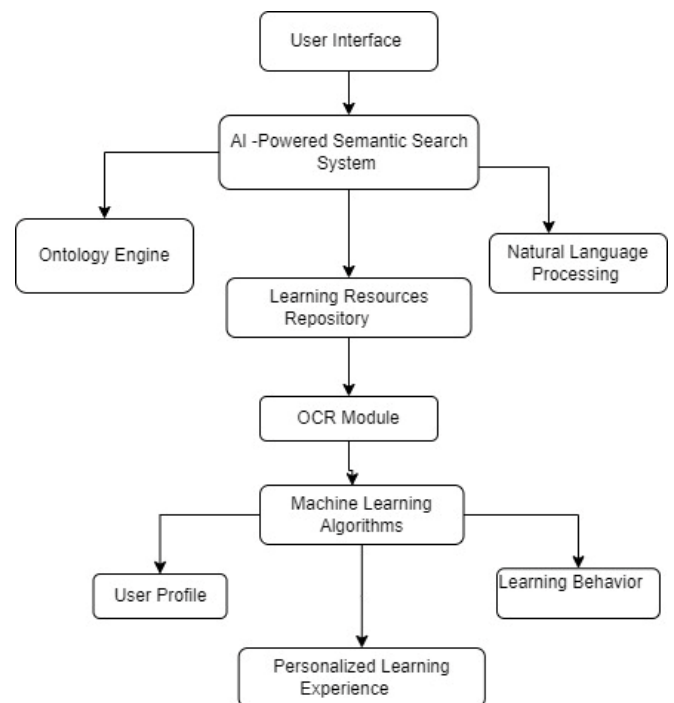 User Interface
AI -Powered Semantic Search
System
Ontology Engine
Natural Language
Processing
Learning Resources
Repository
OCR Module
Machine Learning
Algorithms
User Profile
Learning Behavior
Personalized Learning
Experience